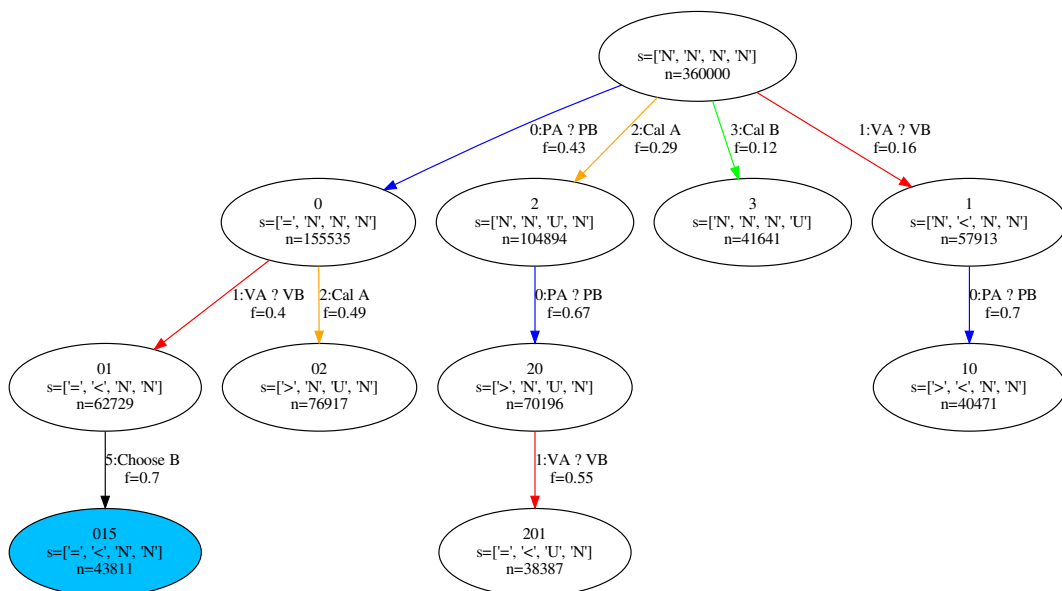 s=['N', 'N', 'N', 'N']
n=360000
0:PA ? PB
f=0.43
2:Cal A
f=0.29
3:Cal B
f=0.12
1:VA ? VB
f=0.16
0
s=['=', 'N', 'N', 'N']
n=155535
2
s=['N', 'N', 'U', 'N']
n=104894
3
s=['N', 'N', 'N', 'U']
n=41641
1
s=['N', '<', 'N', 'N']
n=57913
1:VA ? VB
f=0.4
2:Cal A
f=0.49
0:PA ? PB
f=0.67
0:PA ? PB
f=0.7
01
s=['=', '<', 'N', 'N']
n=62729
02
s=['>', 'N', 'U', 'N']
n=76917
20
s=['>', 'N', 'U', 'N']
n=70196
10
s=['>', '<', 'N', 'N']
n=40471
5:Choose B
f=0.7
1:VA ? VB
f=0.55
015
s=['=', '<', 'N', 'N']
n=43811
201
s=['=', '<', 'U', 'N']
n=38387